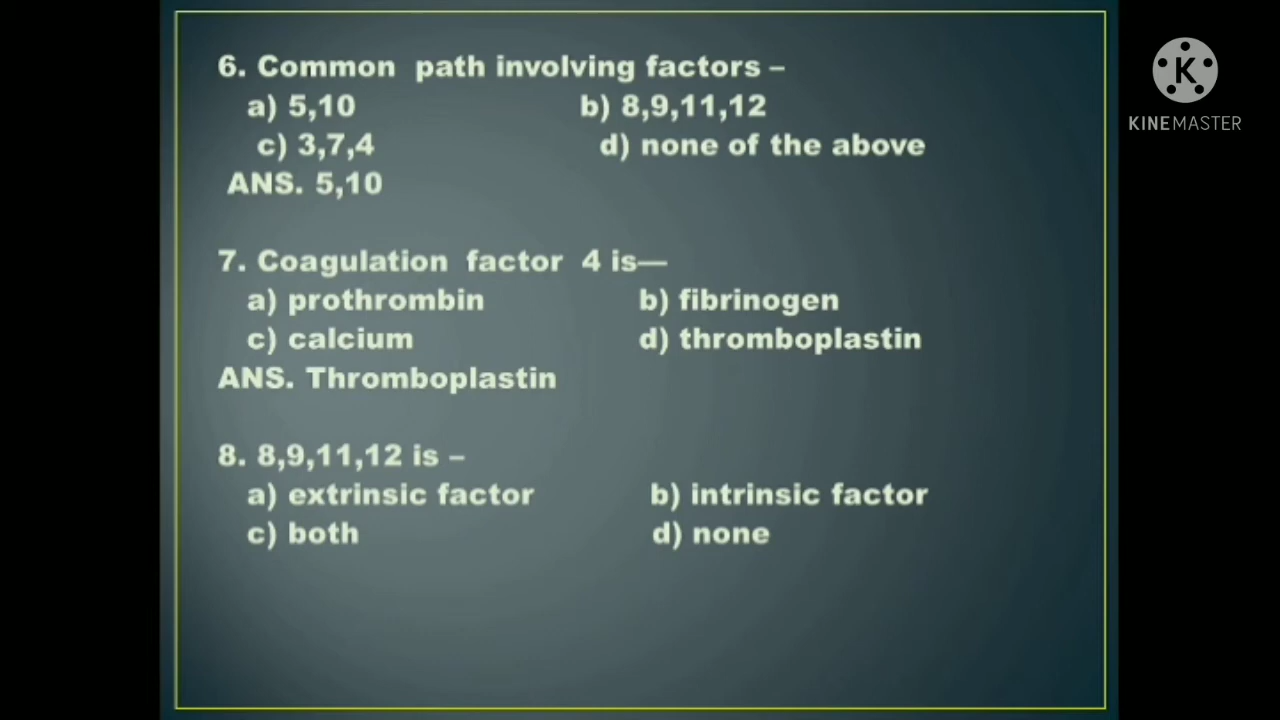 6. Common path involving factors –
a) 5,10 b) 8,9,11,12
c) 3,7,4 d) none of the above
ANS. 5,10
7. Coagulation factor 4 is—
a) prothrombin b) fibrinogen
c) calcium d) thromboplastin
ANS. Thromboplastin
8. 8,9,11,12 is –
a) extrinsic factor b) intrinsic factor
c) both d) none
K
KINEMASTER